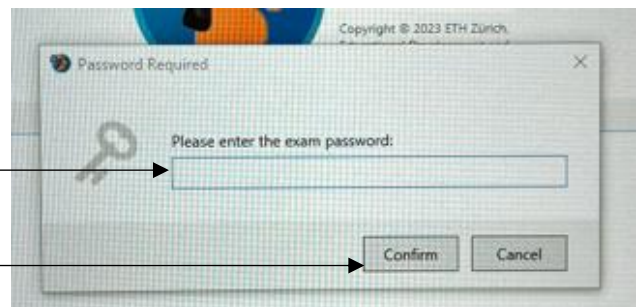 Copyright © 2023 ETH Zürich,
Password Required
Please enter the exam password:
Confirm
Cancel